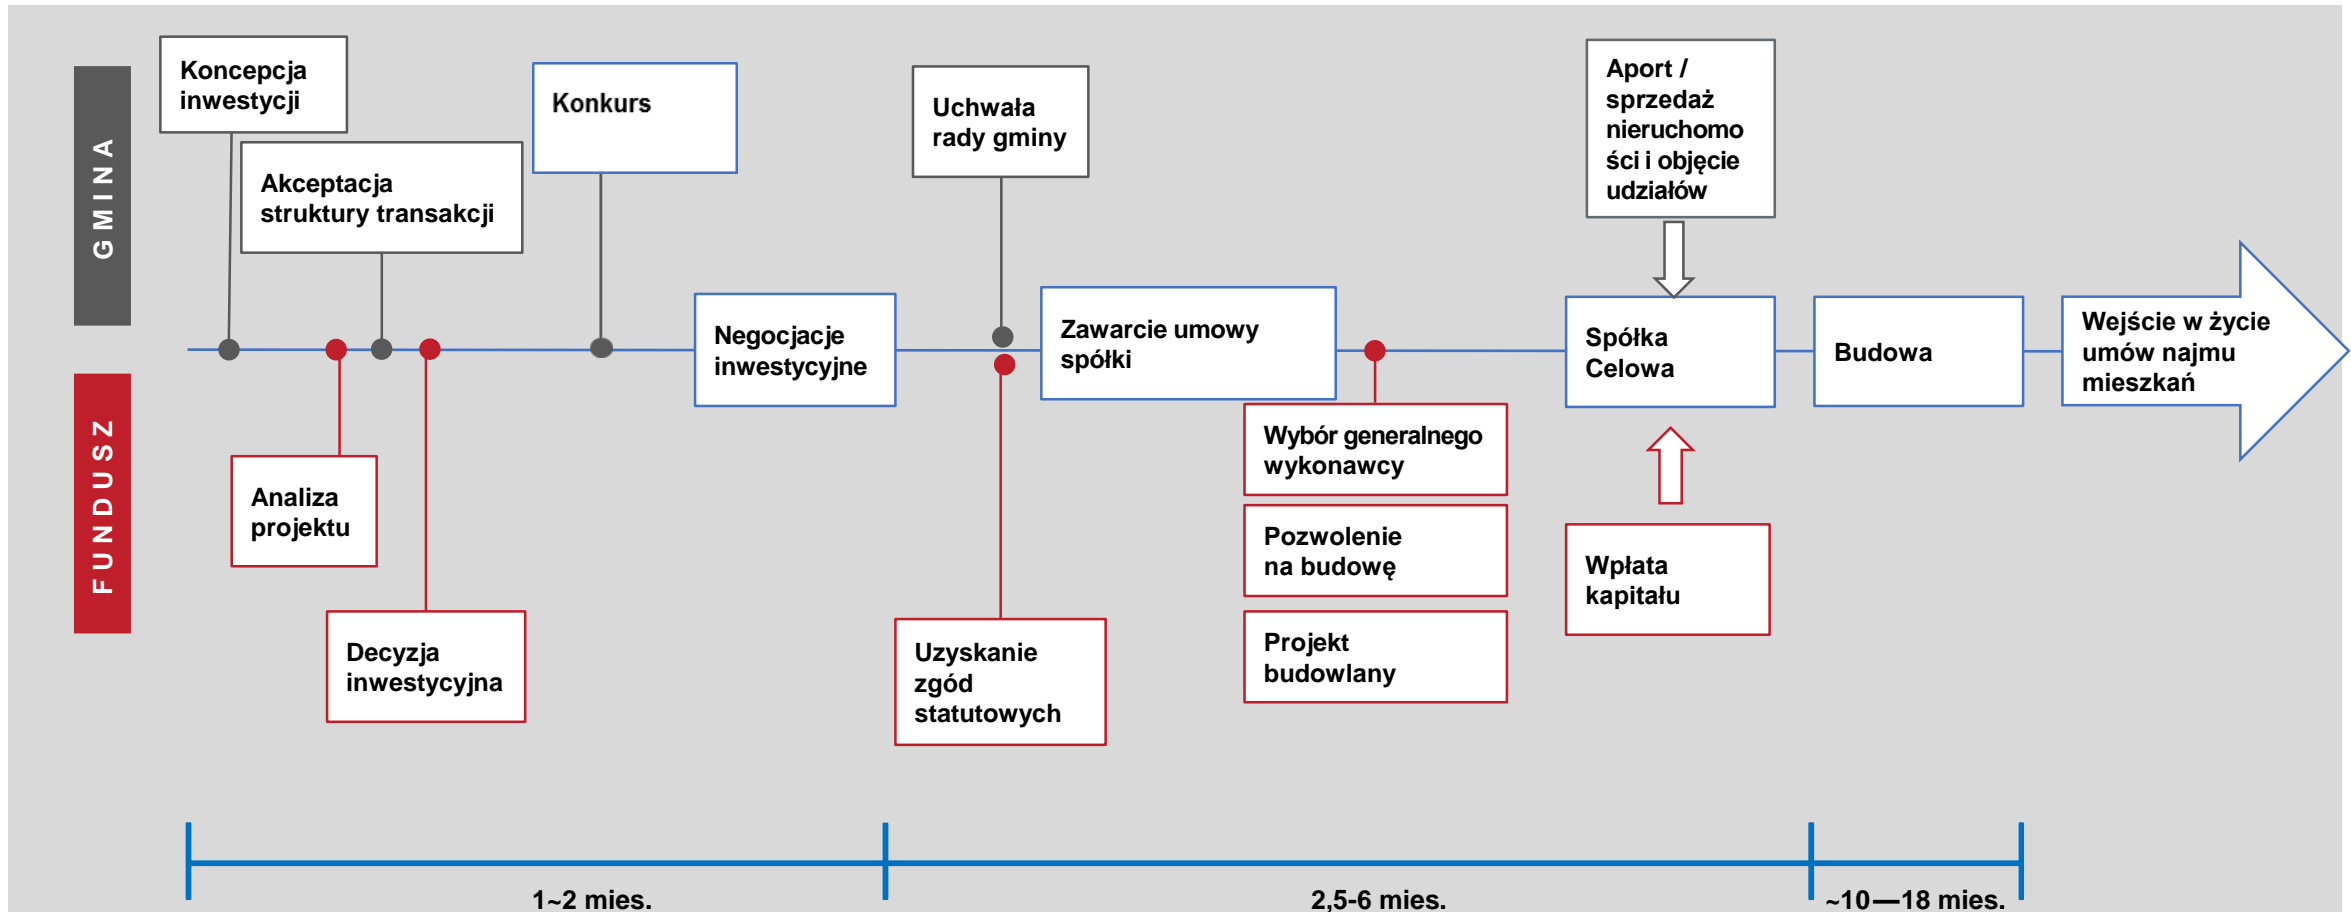 GMINA
FUNDUSZ
Koncepcja
inwestycji
Akceptacja
struktury transakcji
Konkurs
Uchwała
rady gminy
Aport /
sprzedaż
nieruchomo
ści i objęcie
udziałów
Negocjacje
inwestycyjne
Zawarcie umowy
spółki
Spółka
Celowa
Budowa
Wejście w życie
umów najmu
mieszkań
Analiza
projektu
Decyzja
inwestycyjna
Uzyskanie
zgód
statutowych
Wybór generalnego
wykonawcy
Pozwolenie
na budowę
Projekt
budowlany
Wpłata
kapitału
1~2 mies.
2,5-6 mies.
~10—18 mies.